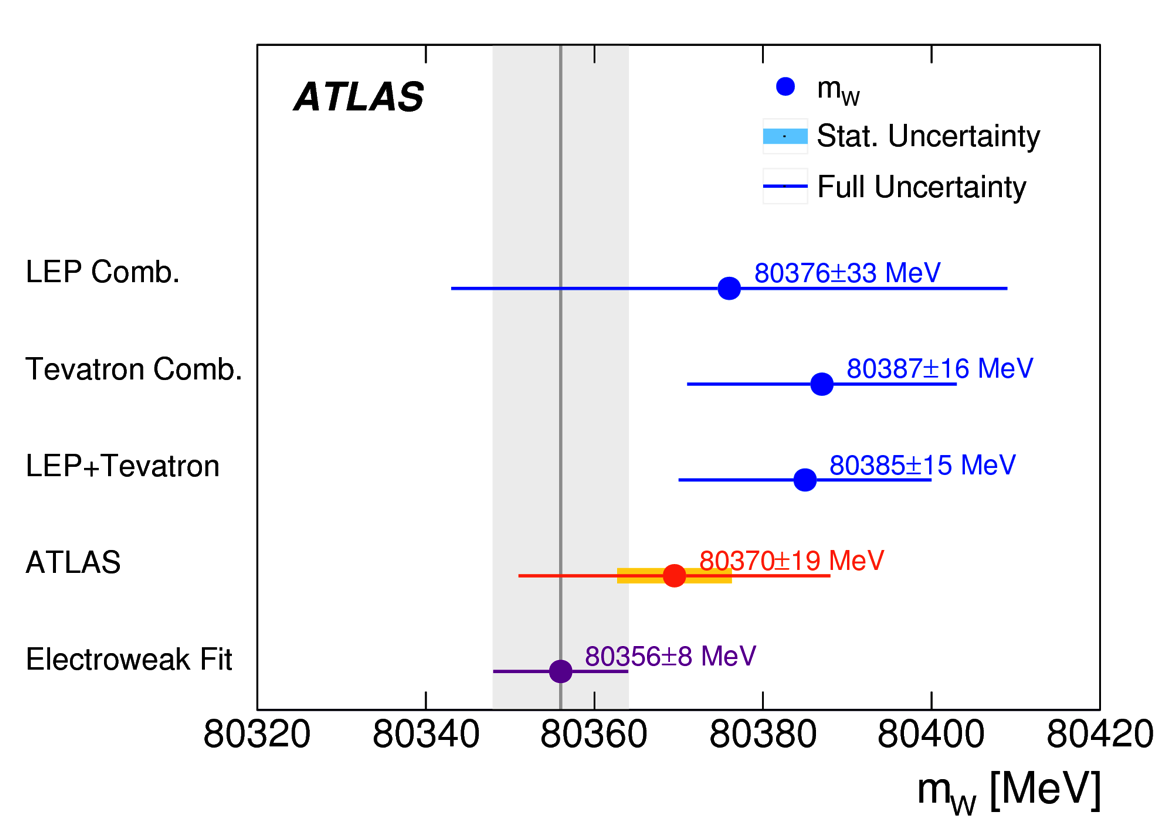 ATLAS
m_W
Stat. Uncertainty
Full Uncertainty
LEP Comb.
80376±33 MeV
Tevatron Comb.
80387±16 MeV
LEP+Tevatron
80385±15 MeV
ATLAS
80370±19 MeV
Electroweak Fit
80356±8 MeV
80320 80340 80360 80380 80400 80420
m_W [MeV]